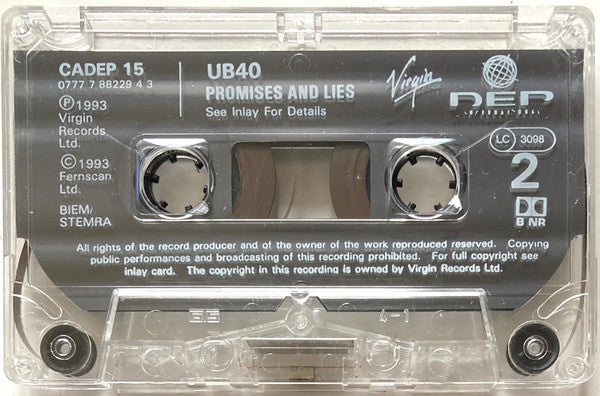 CADEP 15
0777 7 88229 4 3
Ⓟ 1993
Virgin
Records
Ltd.
© 1993
Fernscan
Ltd.
BIEM/
STEMRA
UB40
PROMISES AND LIES
See Inlay For Details
Virgin
DEP
INTERNATIONAL
LC 3098
2
B NR
All rights of the record producer and of the owner of the work reproduced reserved. Copying
public performances and broadcasting of this recording prohibited. For full copyright see
inlay card. The copyright in this recording is owned by Virgin Records Ltd.
4-1